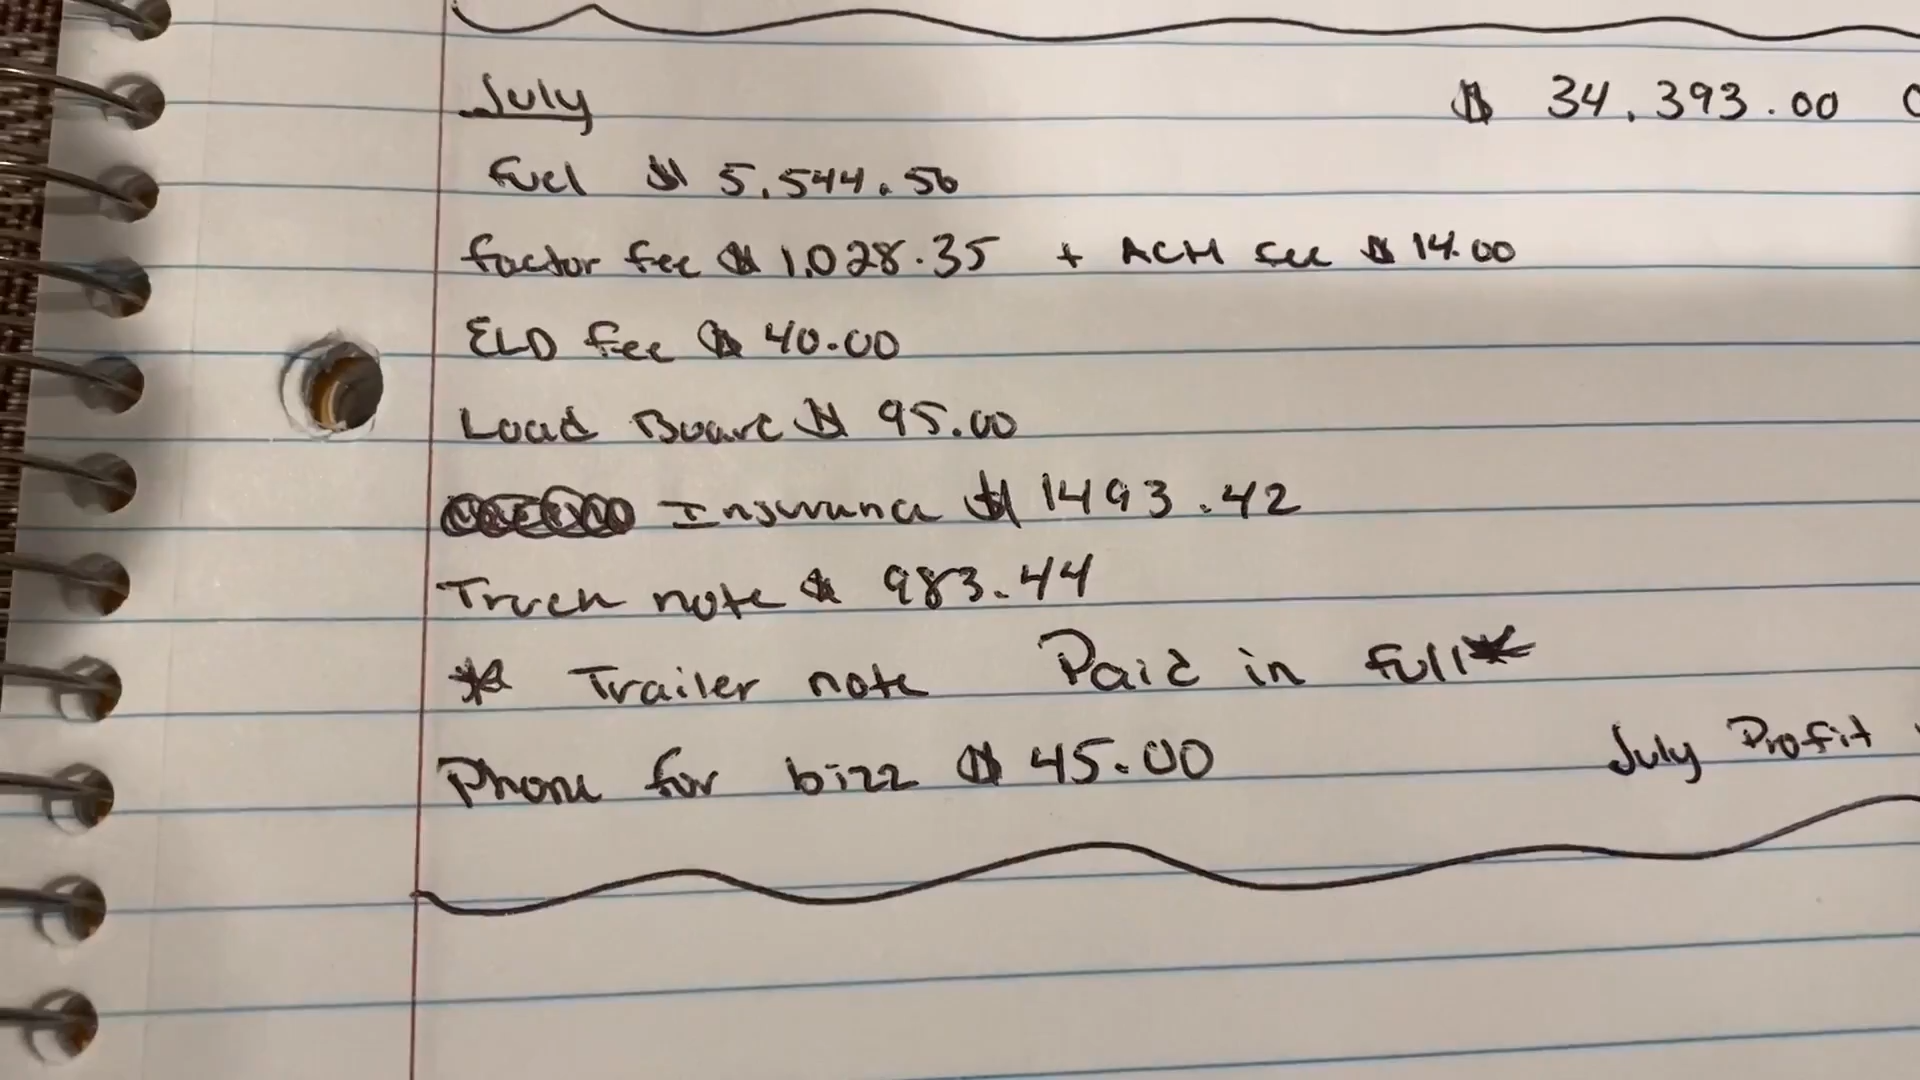 July $ 34,393.00
Fuel $ 5,544.56
factor fee $ 1,028.35 + ACH fee $ 14.00
ELD fee $ 40.00
Load Board $ 95.00
Insurance $ 1493.42
Truck note $ 983.44
* Trailer note Paid in full *
Phone for bizz $ 45.00
July Profit